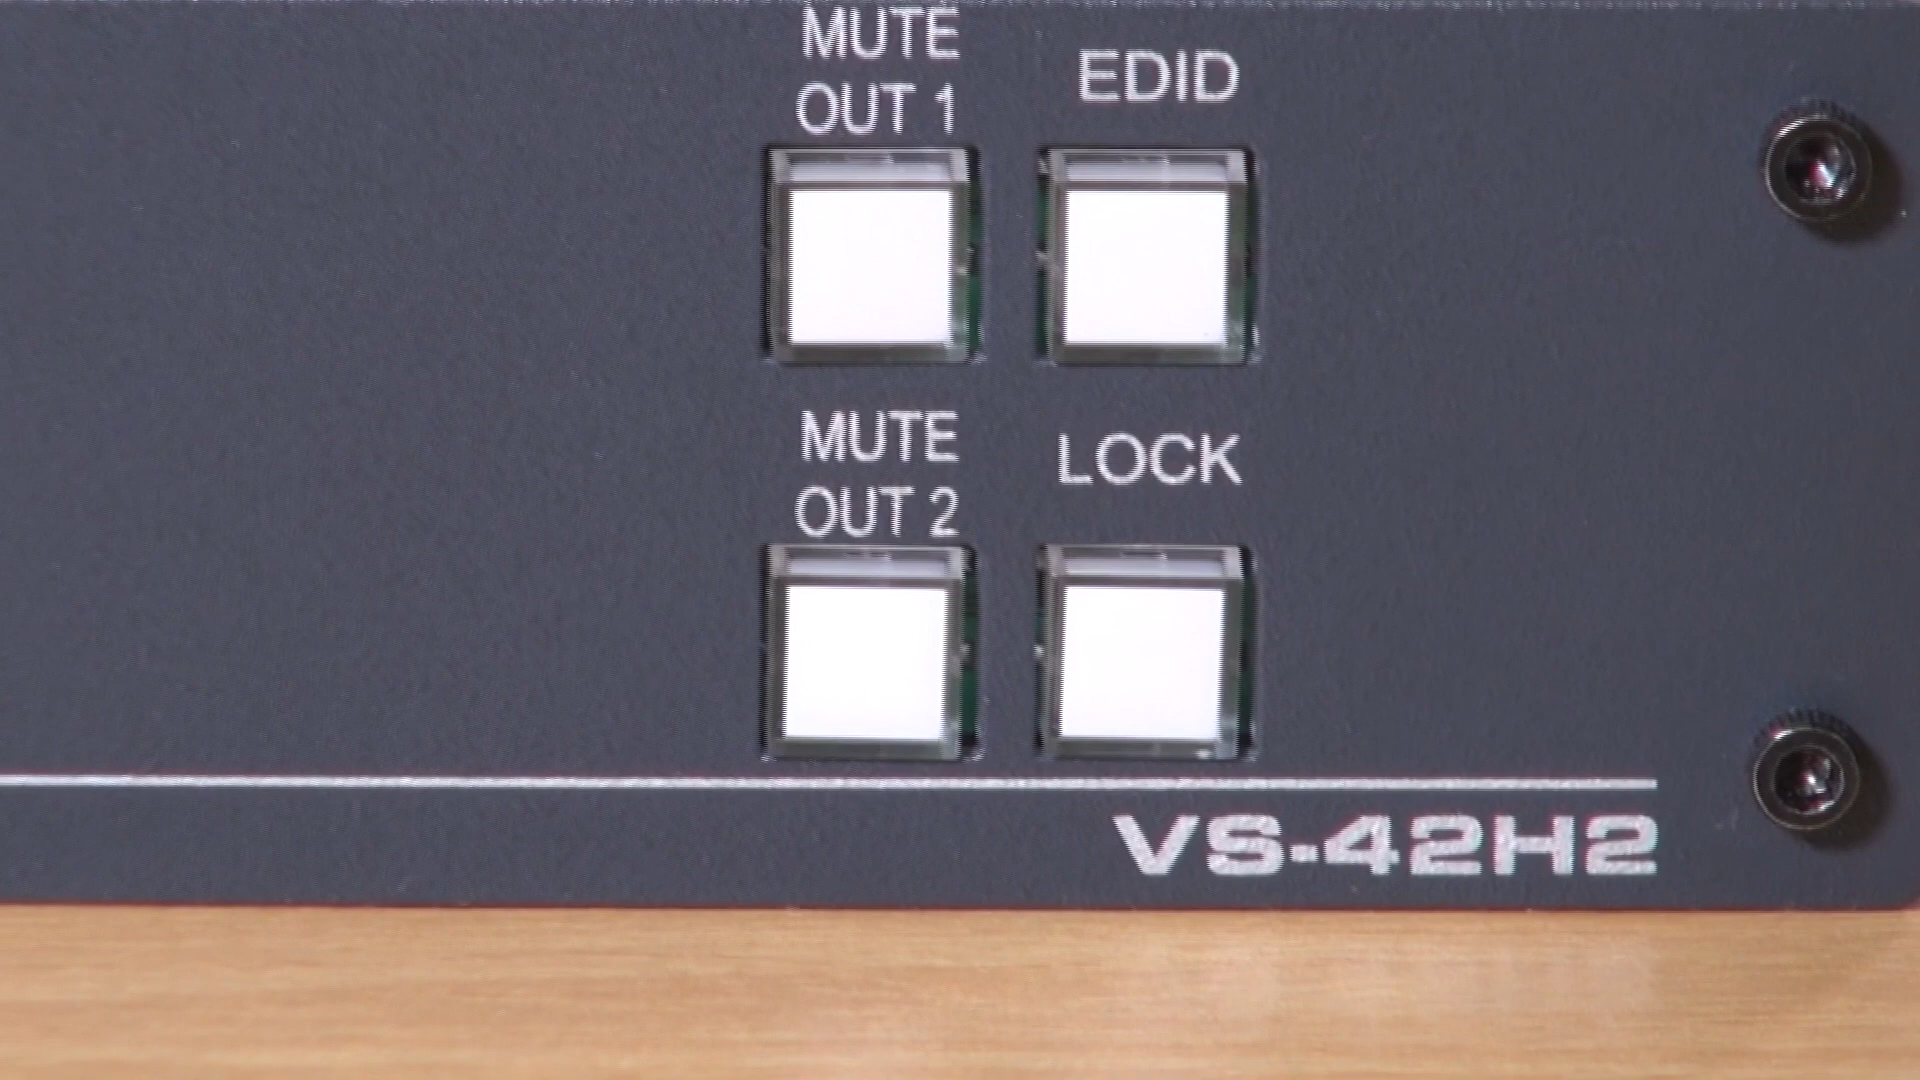 MUTE
OUT 1
EDID
MUTE
OUT 2
LOCK
VS-42H2